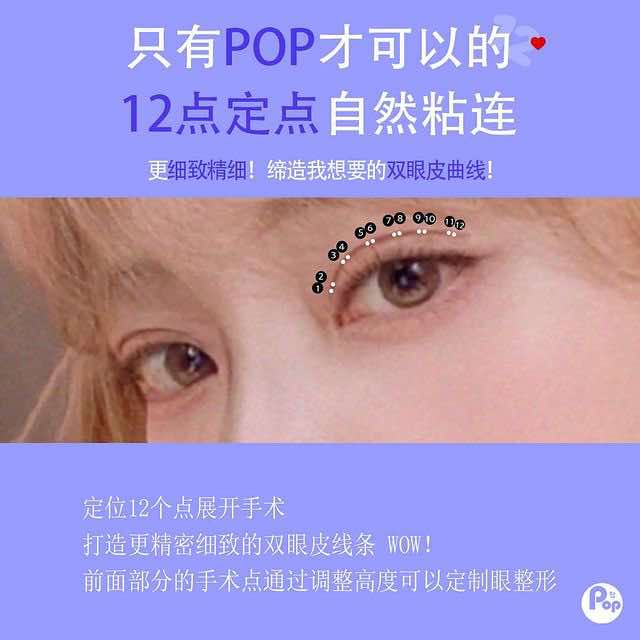 只有POP才可以的
12
12点定点自然粘连
更细致精细！缔造我想要的双眼皮曲线！
1 2 3 4 5 6 7 8 9 10 11 12
定位12个点展开手术
打造更精密细致的双眼皮线条 WOW！
前面部分的手术点通过调整高度可以定制眼整形
Pop